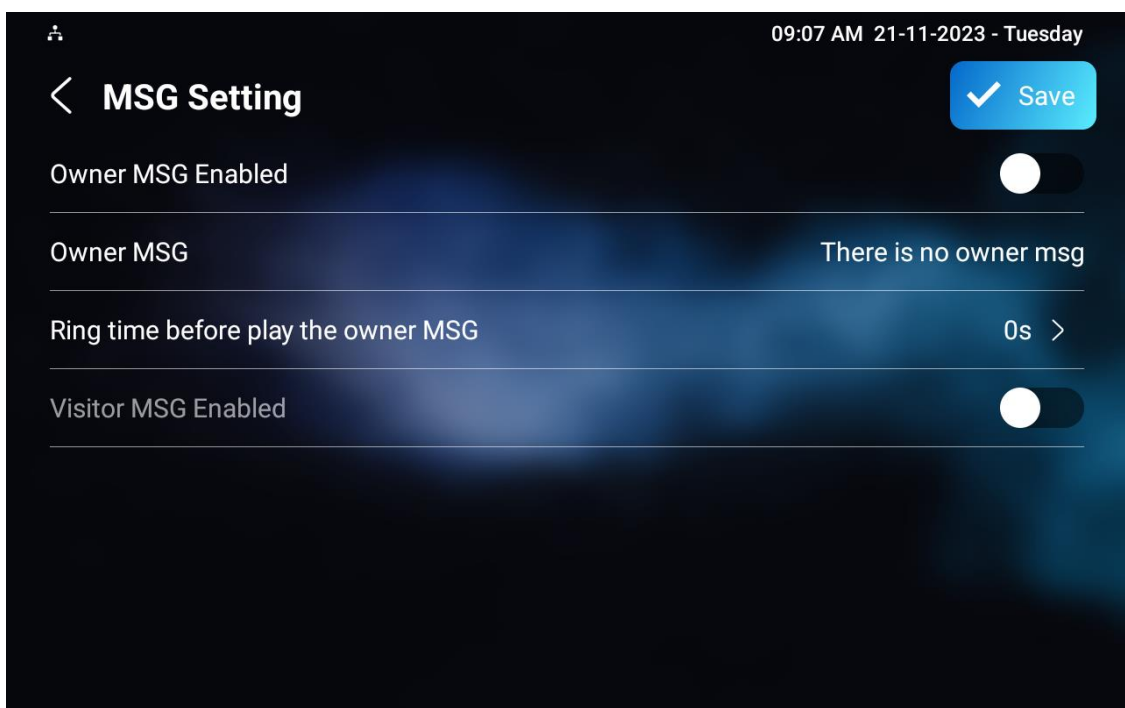 09:07 AM 21-11-2023 - Tuesday
MSG Setting
Save
Owner MSG Enabled
Owner MSG There is no owner msg
Ring time before play the owner MSG 0s
Visitor MSG Enabled